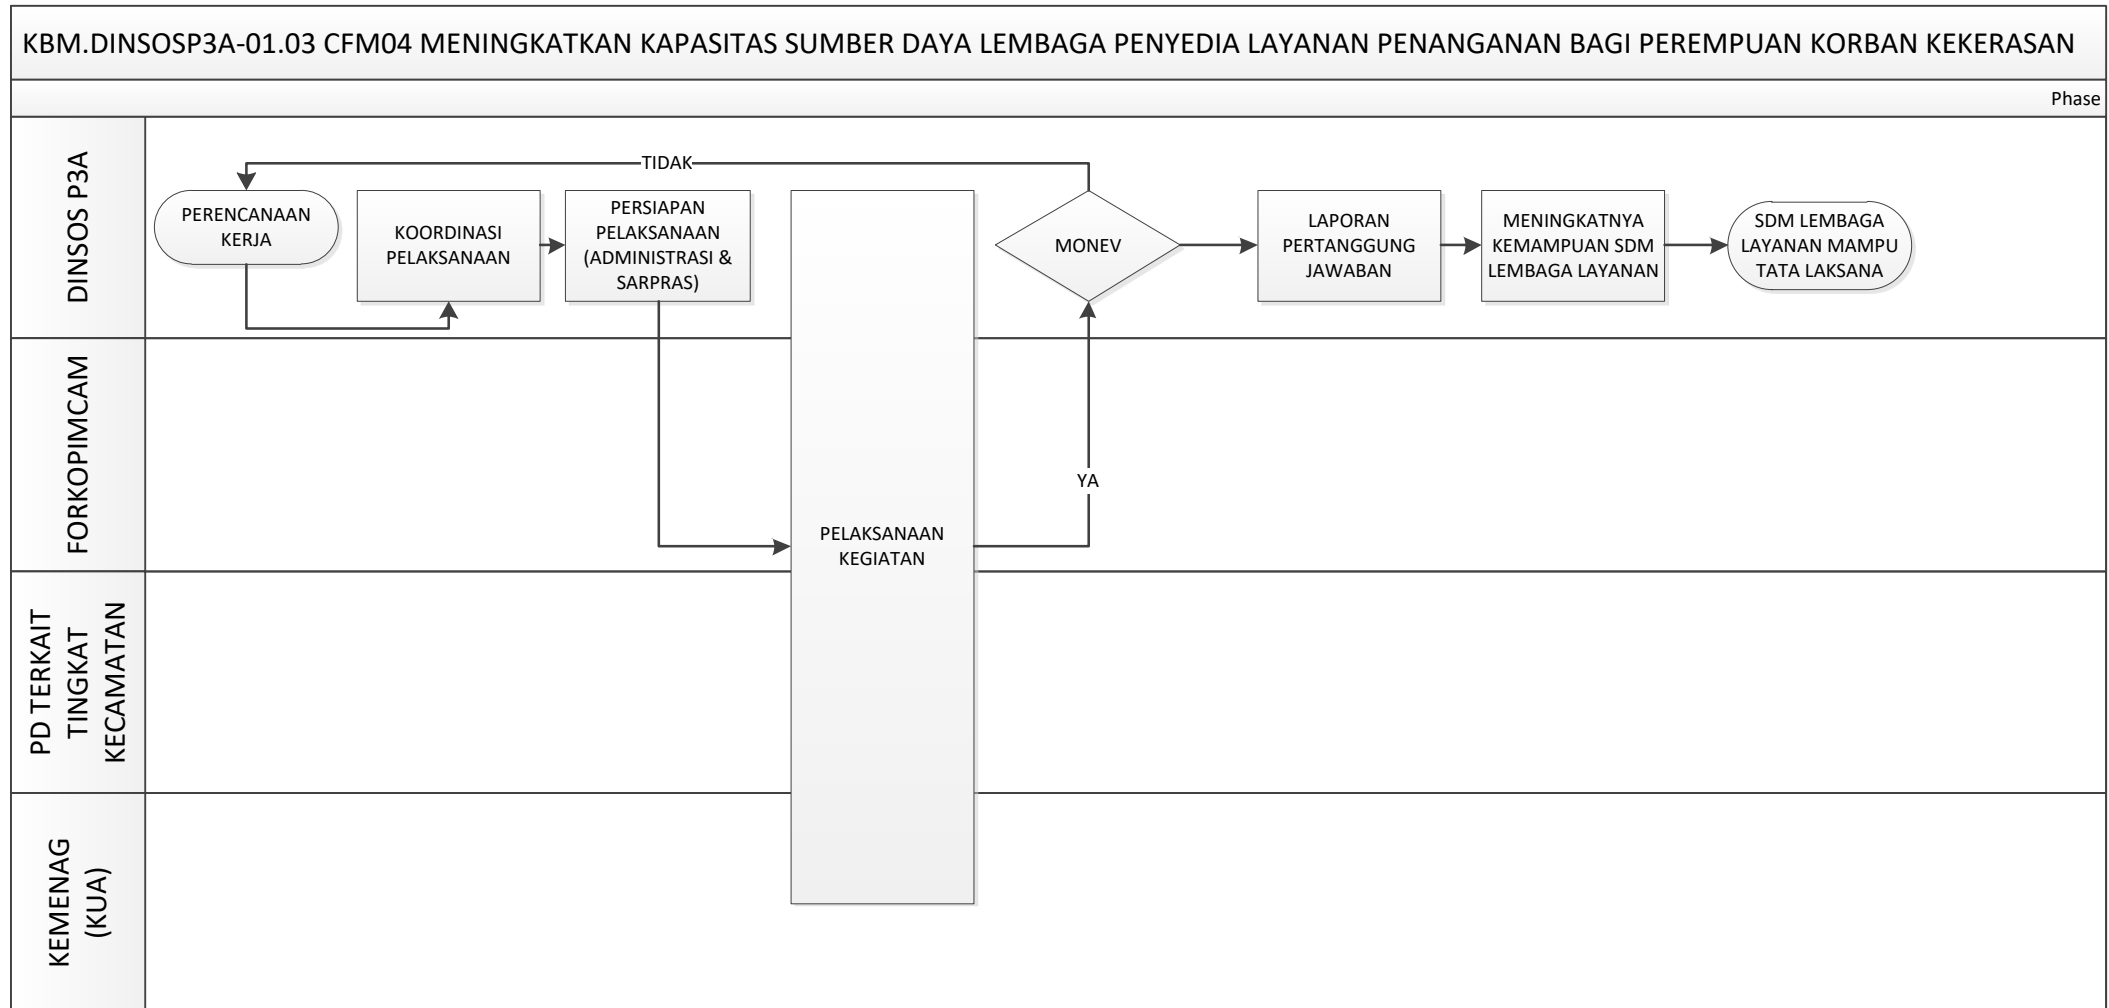 KBM.DINSOSP3A-01.03 CFM04 MENINGKATKAN KAPASITAS SUMBER DAYA LEMBAGA PENYEDIA LAYANAN PENANGANAN BAGI PEREMPUAN KORBAN KEKERASAN
Phase
DINSOS P3A
TIDAK
PERENCANAAN
KERJA
KOORDINASI
PELAKSANAAN
PERSIAPAN
PELAKSANAAN
(ADMINISTRASI &
SARPRAS)
MONEV
LAPORAN
PERTANGGUNG
JAWABAN
MENINGKATNYA
KEMAMPUAN SDM
LEMBAGA LAYANAN
SDM LEMBAGA
LAYANAN MAMPU
TATA LAKSANA
FORKOPIMCAM
YA
PELAKSANAAN
KEGIATAN
PD TERKAIT
TINGKAT
KECAMATAN
KEMENAG
(KUA)